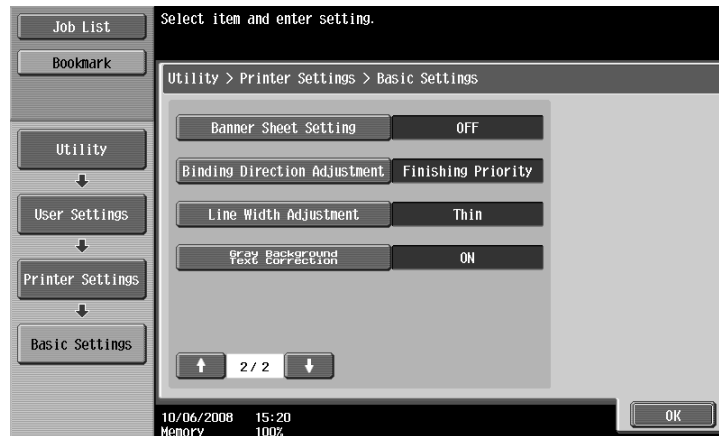 Job List
Bookmark
Select item and enter setting.
Utility > Printer Settings > Basic Settings
Utility
User Settings
Printer Settings
Basic Settings
Banner Sheet Setting OFF
Binding Direction Adjustment Finishing Priority
Line Width Adjustment Thin
Gray Background
Text Correction ON
2/2
10/06/2008 15:20
Memory 100%
OK